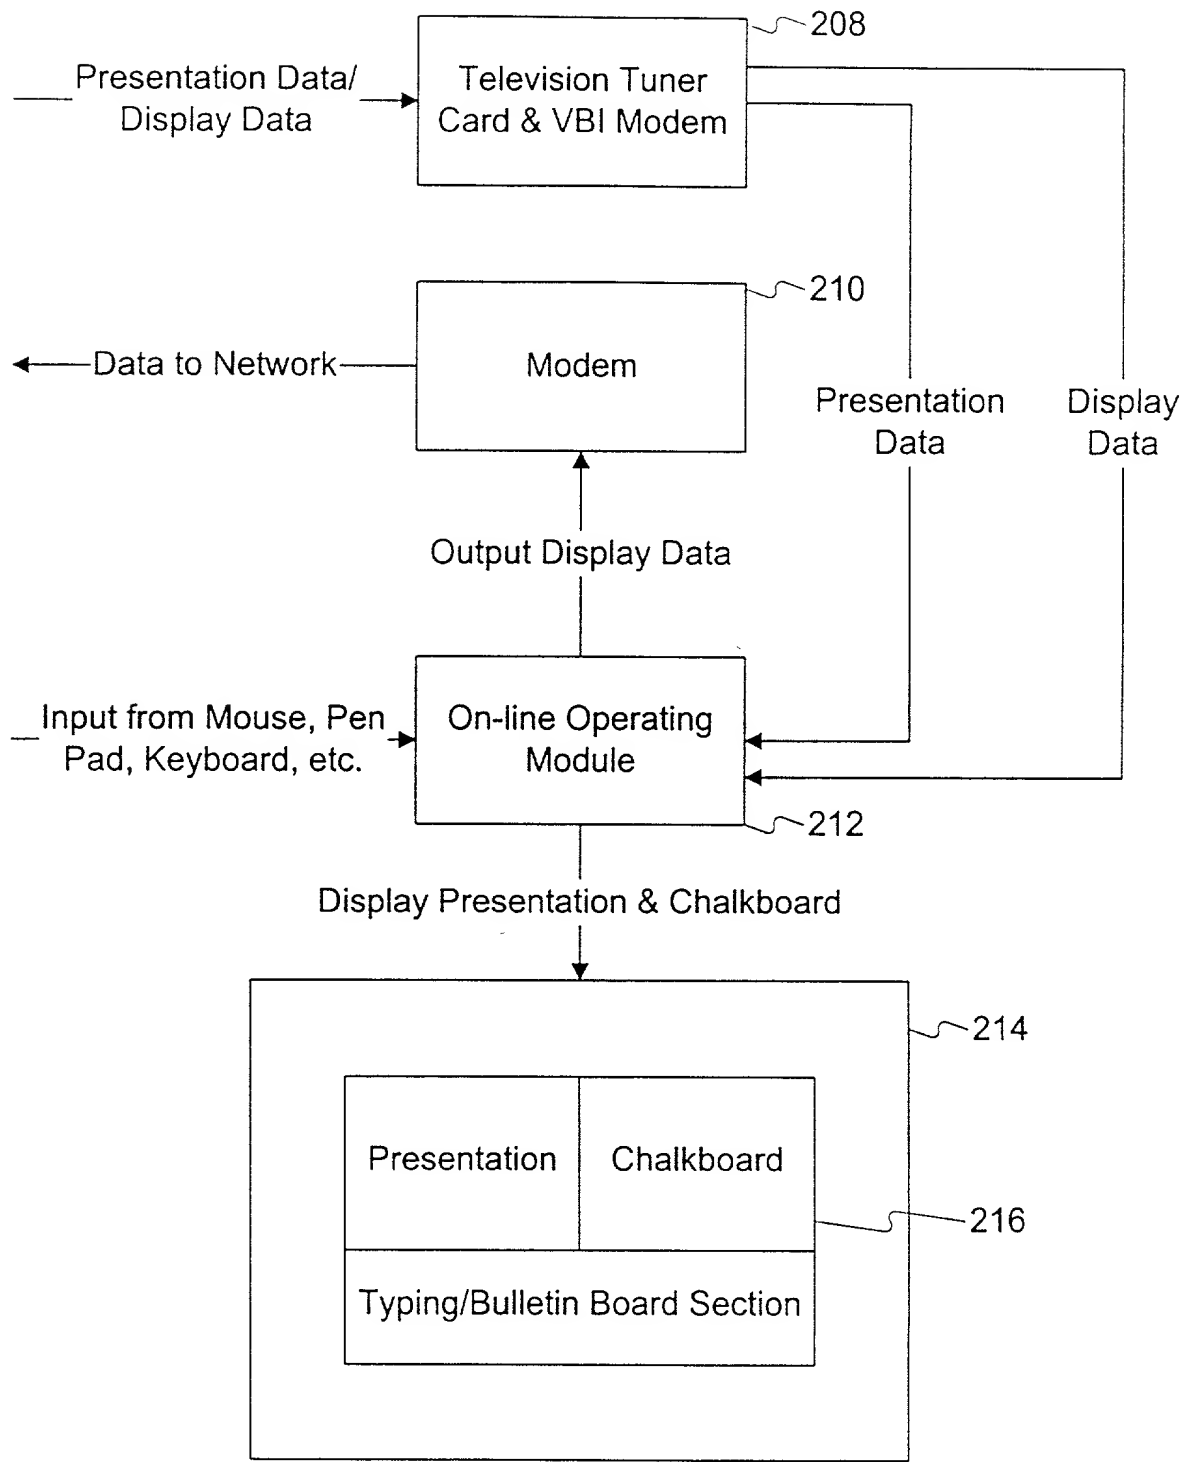 208
Presentation Data/
Display Data
Television Tuner
Card & VBI Modem
210
Data to Network
Modem
Presentation
Data
Display
Data
Output Display Data
Input from Mouse, Pen
Pad, Keyboard, etc.
On-line Operating
Module
212
Display Presentation & Chalkboard
214
Presentation
Chalkboard
216
Typing/Bulletin Board Section